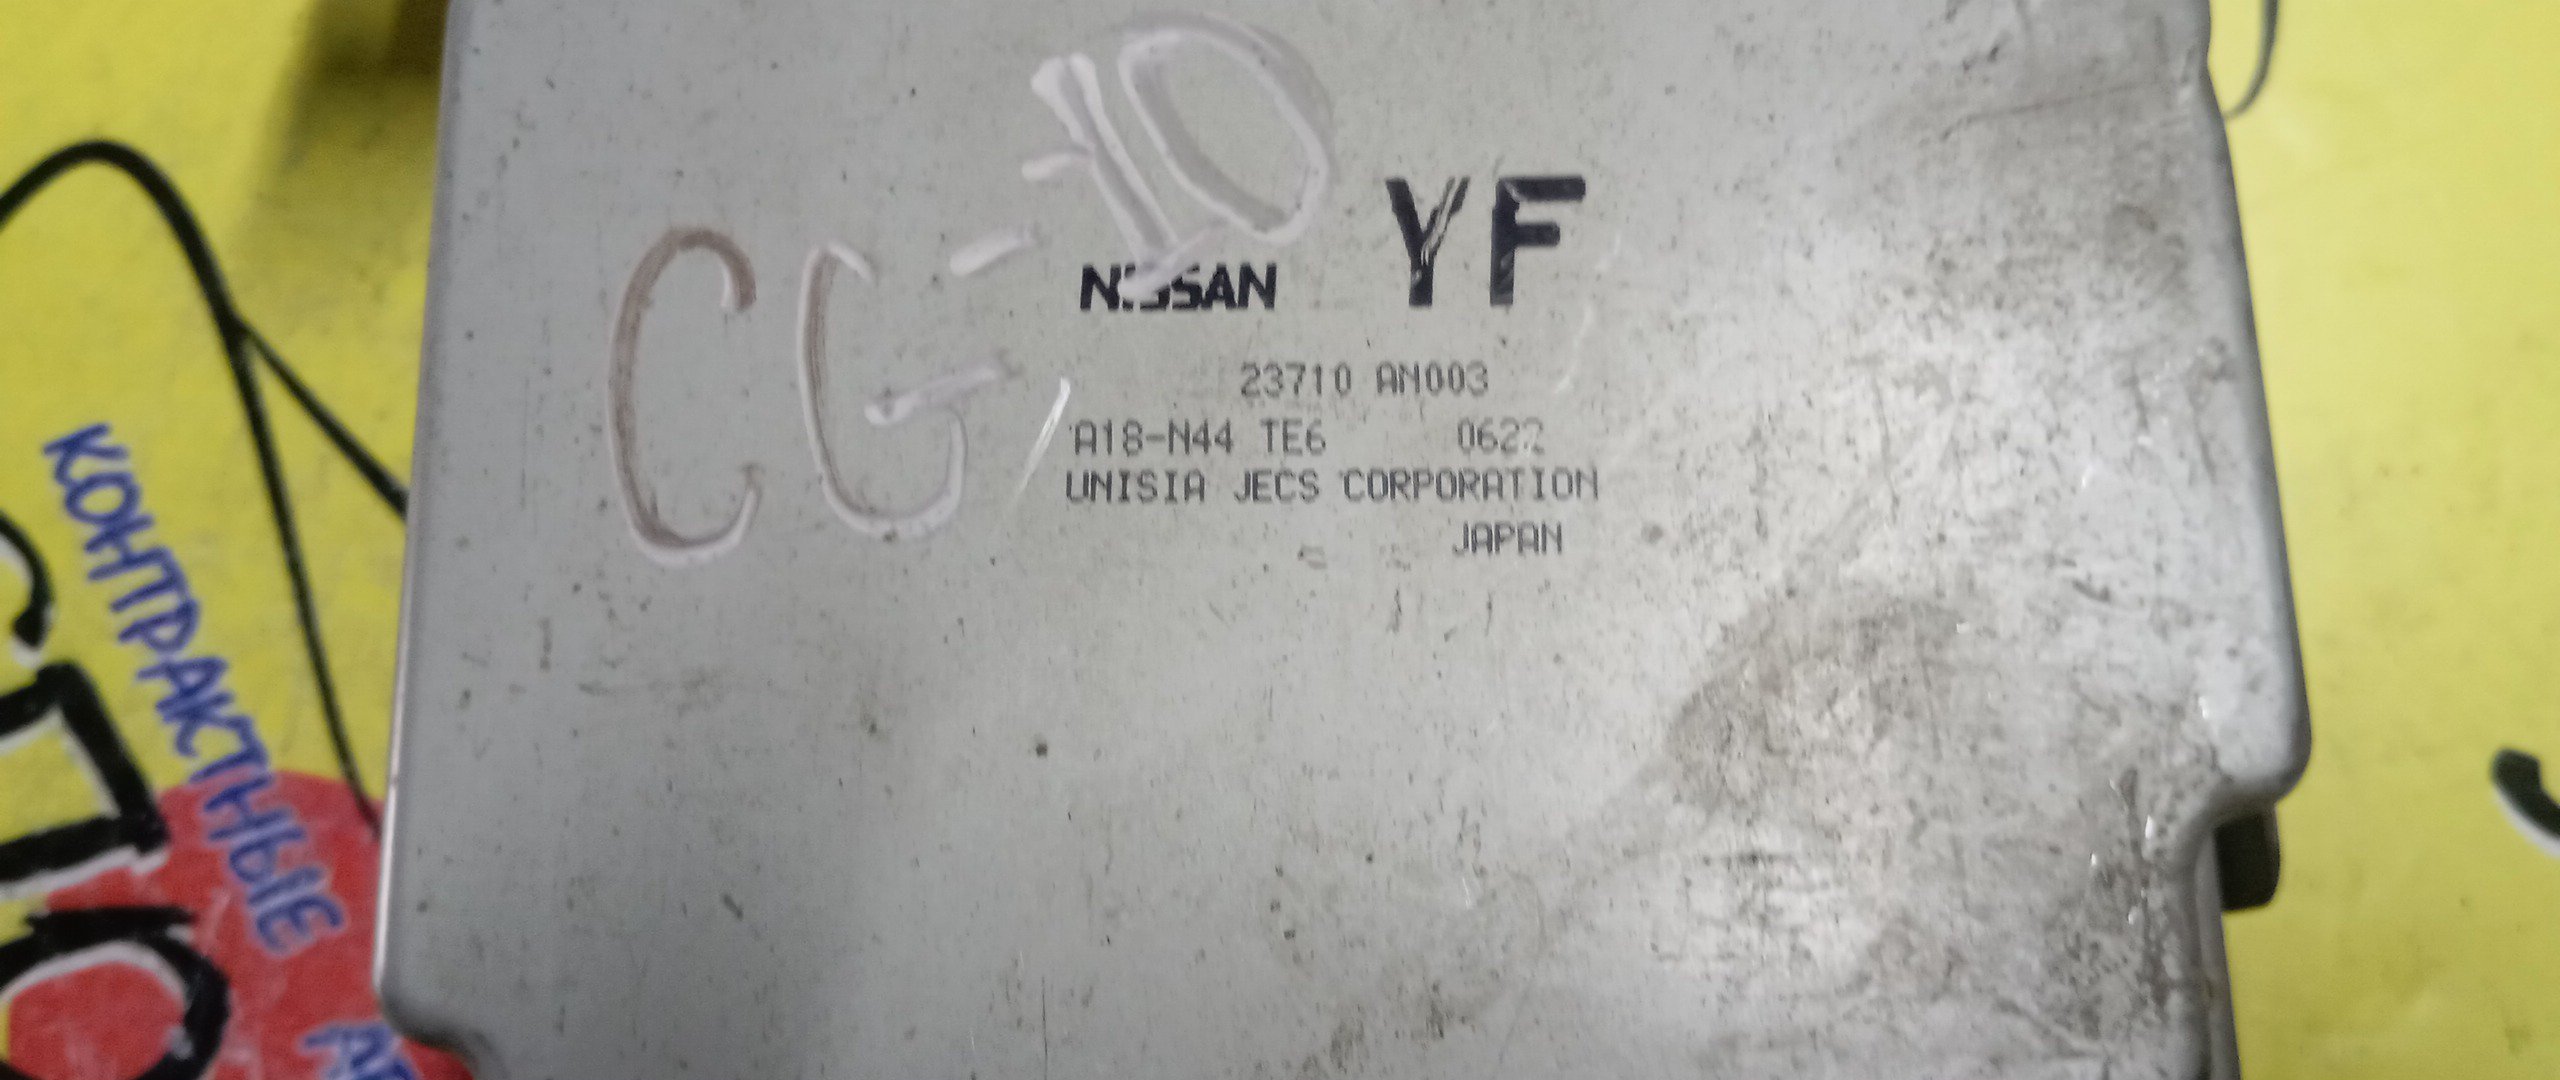 CG-10
YF
NISSAN
23710 AN003
A18-N44 TE6 0622
UNISIA JECS CORPORATION
JAPAN
КОНТРАКТНЫЕ